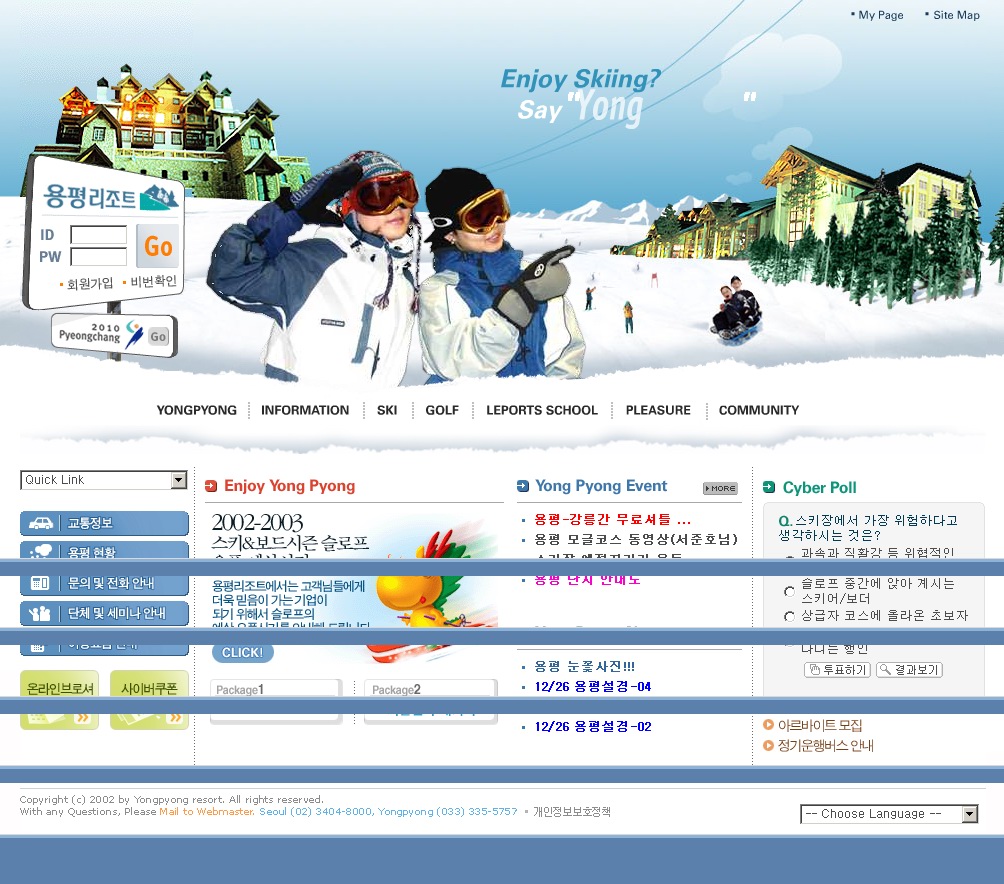 My Page
Site Map
Enjoy Skiing?
Say "Yong "
용평리조트
ID
PW
Go
회원가입
비번확인
2010
Pyeongchang
Go
YONGPYONG
INFORMATION
SKI
GOLF
LEPORTS SCHOOL
PLEASURE
COMMUNITY
Quick Link
교통정보
용평 현황
문의 및 전화 안내
단체 및 세미나 안내
온라인브로셔
사이버쿠폰
Enjoy Yong Pyong
2002-2003
스키&보드시즌 슬로프
용평리조트에서는 고객님들에게
더욱 믿음이 가는 기업이
되기 위해서 슬로프의
CLICK!
Package1
Package2
Yong Pyong Event
MORE
용평-강릉간 무료셔틀 ...
용평 모글코스 동영상(서준호님)
용평 단지 안내도
용평 눈꽃사진!!!
12/26 용평설경-04
12/26 용평설경-02
Cyber Poll
Q.스키장에서 가장 위험하다고
생각하시는 것은?
과속과 직활강 등 위협적인
슬로프 중간에 앉아 계시는
스키어/보더
상급자 코스에 올라온 초보자
다니는 행인
투표하기
결과보기
아르바이트 모집
정기운행버스 안내
Copyright (c) 2002 by Yongpyong resort. All rights reserved.
With any Questions, Please Mail to Webmaster. Seoul (02) 3404-8000, Yongpyong (033) 335-5757
개인정보보호정책
-- Choose Language --